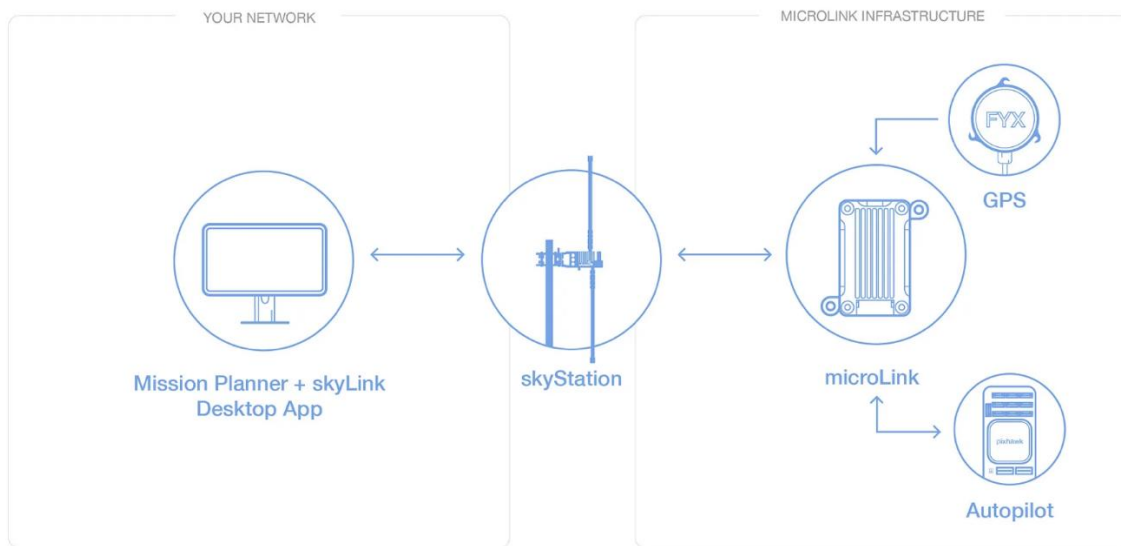 YOUR NETWORK
MICROLINK INFRASTRUCTURE
FYX
GPS
Mission Planner + skyLink
Desktop App
skyStation
microLink
pixhawk
Autopilot